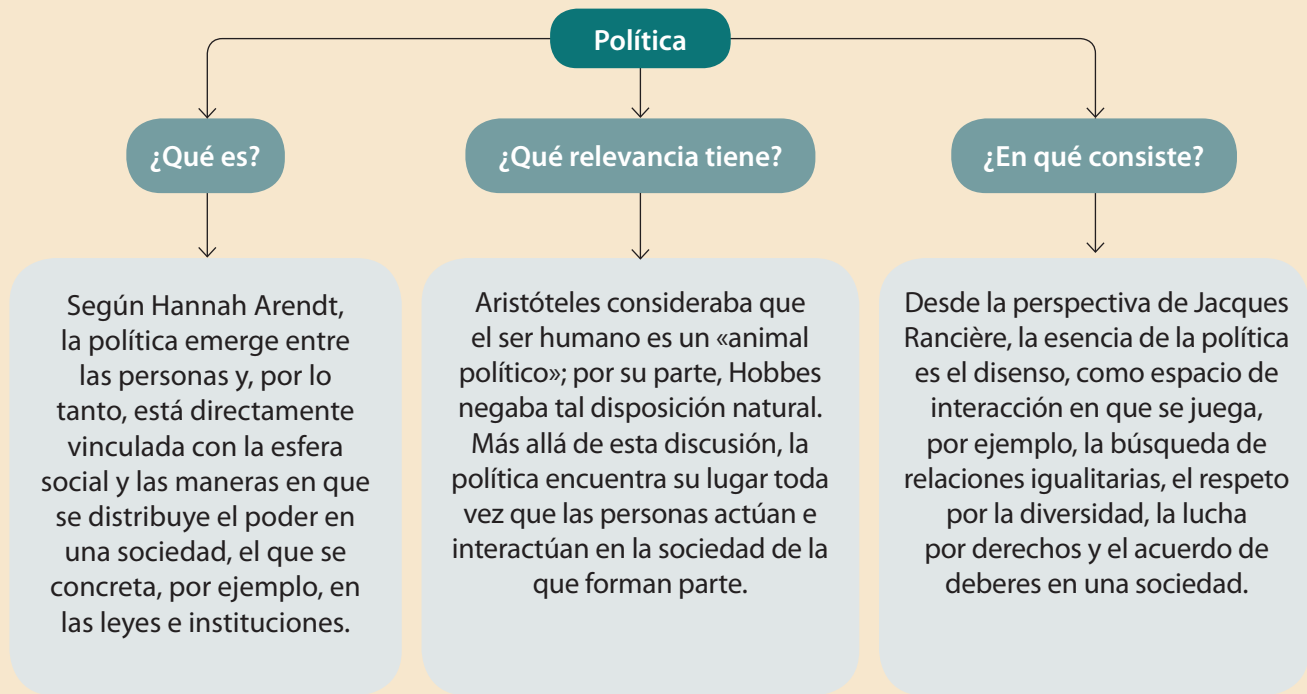 Política
¿Qué es?
¿Qué relevancia tiene?
¿En qué consiste?
Según Hannah Arendt,
la política emerge entre
las personas y, por lo
tanto, está directamente
vinculada con la esfera
social y las maneras en que
se distribuye el poder en
una sociedad, el que se
concreta, por ejemplo, en
las leyes e instituciones.
Aristóteles consideraba que
el ser humano es un «animal
político»; por su parte, Hobbes
negaba tal disposición natural.
Más allá de esta discusión, la
política encuentra su lugar toda
vez que las personas actúan e
interactúan en la sociedad de la
que forman parte.
Desde la perspectiva de Jacques
Rancière, la esencia de la política
es el disenso, como espacio de
interacción en que se juega,
por ejemplo, la búsqueda de
relaciones igualitarias, el respeto
por la diversidad, la lucha
por derechos y el acuerdo de
deberes en una sociedad.